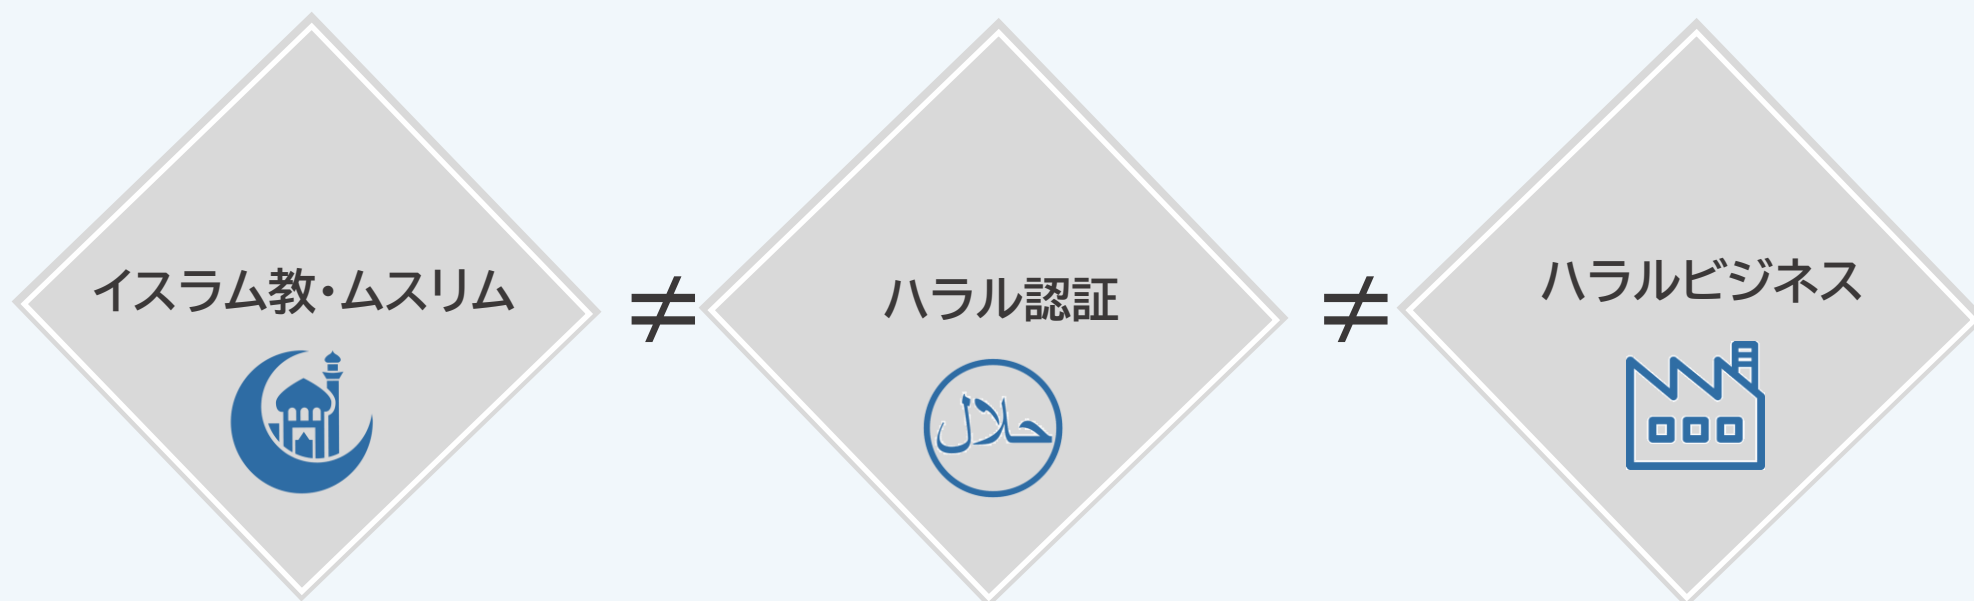 イスラム教・ムスリム
≠
ハラル認証
حلال
≠
ハラルビジネス